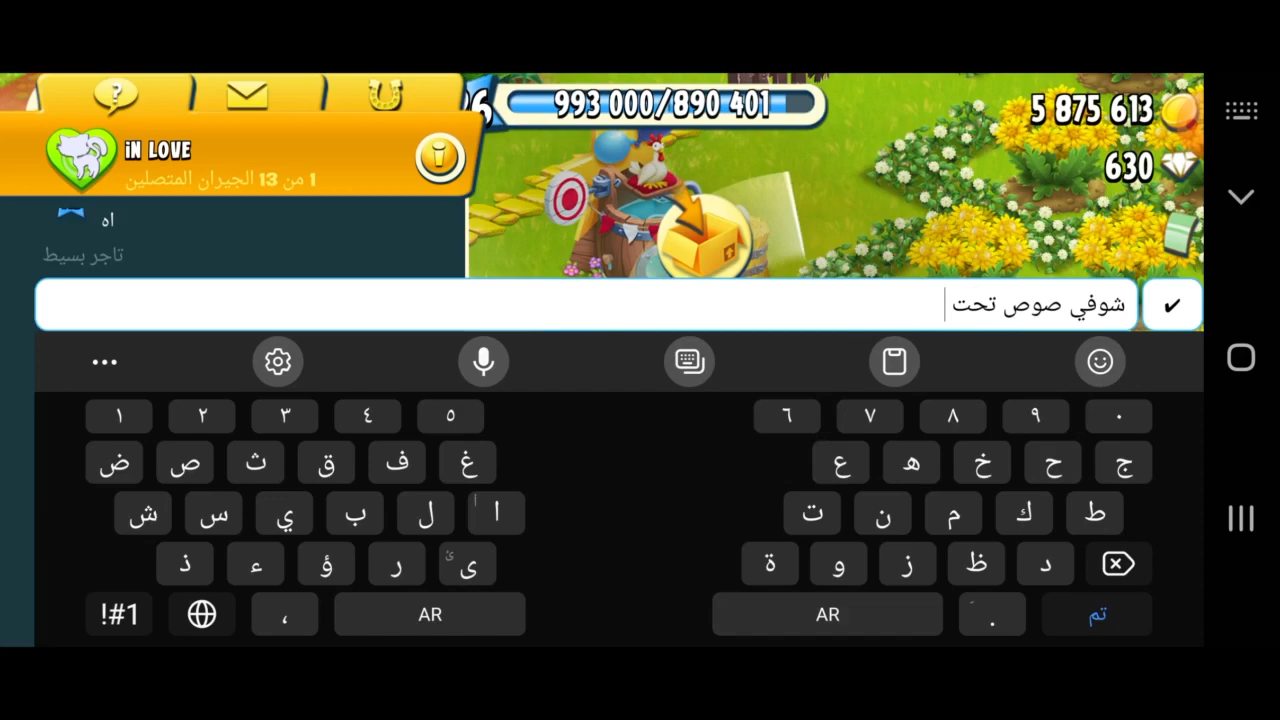 993 000/890 401
5 875 613
630
iN LOVE
1 من 13 الجيران المتصلين
اه
تاجر بسيط
شوفي صوص تحت
١ ٢ ٣ ٤ ٥ ٦ ٧ ٨ ٩ ٠
ض ص ث ق ف غ ع ه خ ح ج
ش س ي ب ل ا ت ن م ك ط
ذ ء ؤ ر ى ة و ز ظ د
!#1 ، AR AR . تم